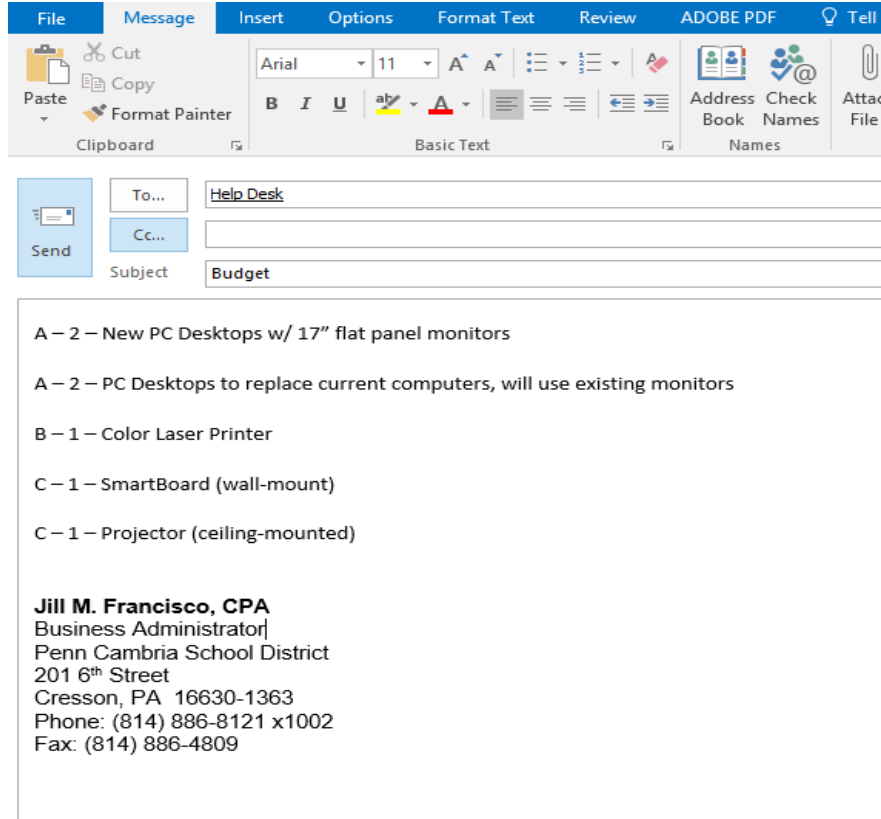 File Message Insert Options Format Text Review ADOBE PDF Tell
Cut
Copy
Format Painter
Paste
Clipboard
Arial 11
B I U
Basic Text
Address Book
Check Names
Names
Attac
File
Send
To... Help Desk
Cc...
Subject Budget
A – 2 – New PC Desktops w/ 17” flat panel monitors
A – 2 – PC Desktops to replace current computers, will use existing monitors
B – 1 – Color Laser Printer
C – 1 – SmartBoard (wall-mount)
C – 1 – Projector (ceiling-mounted)
Jill M. Francisco, CPA
Business Administrator
Penn Cambria School District
201 6th Street
Cresson, PA 16630-1363
Phone: (814) 886-8121 x1002
Fax: (814) 886-4809